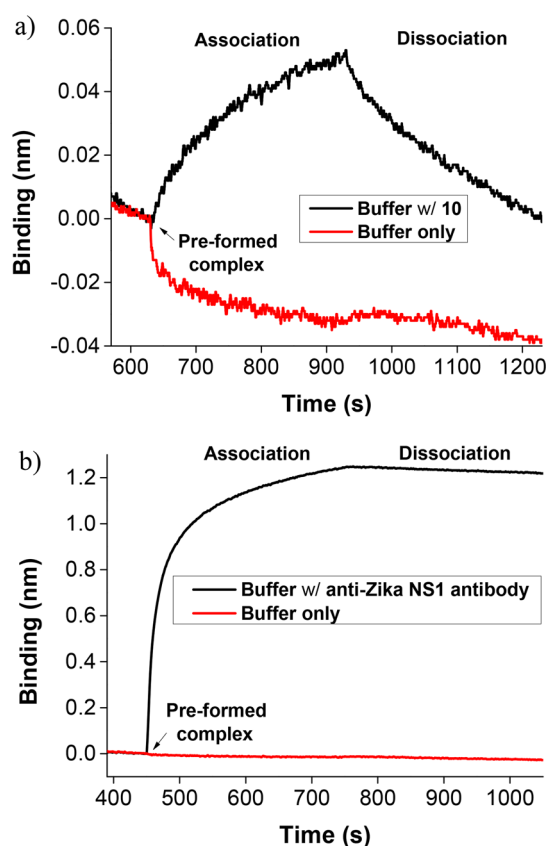 a)
Association
Dissociation
0.06
0.04
0.02
0.00
-0.02
-0.04
Binding (nm)
Buffer w/ 10
Buffer only
Pre-formed
complex
600 700 800 900 1000 1100 1200
Time (s)
b)
Association
Dissociation
1.2
1.0
0.8
0.6
0.4
0.2
0.0
Binding (nm)
Buffer w/ anti-Zika NS1 antibody
Buffer only
Pre-formed
complex
400 500 600 700 800 900 1000
Time (s)